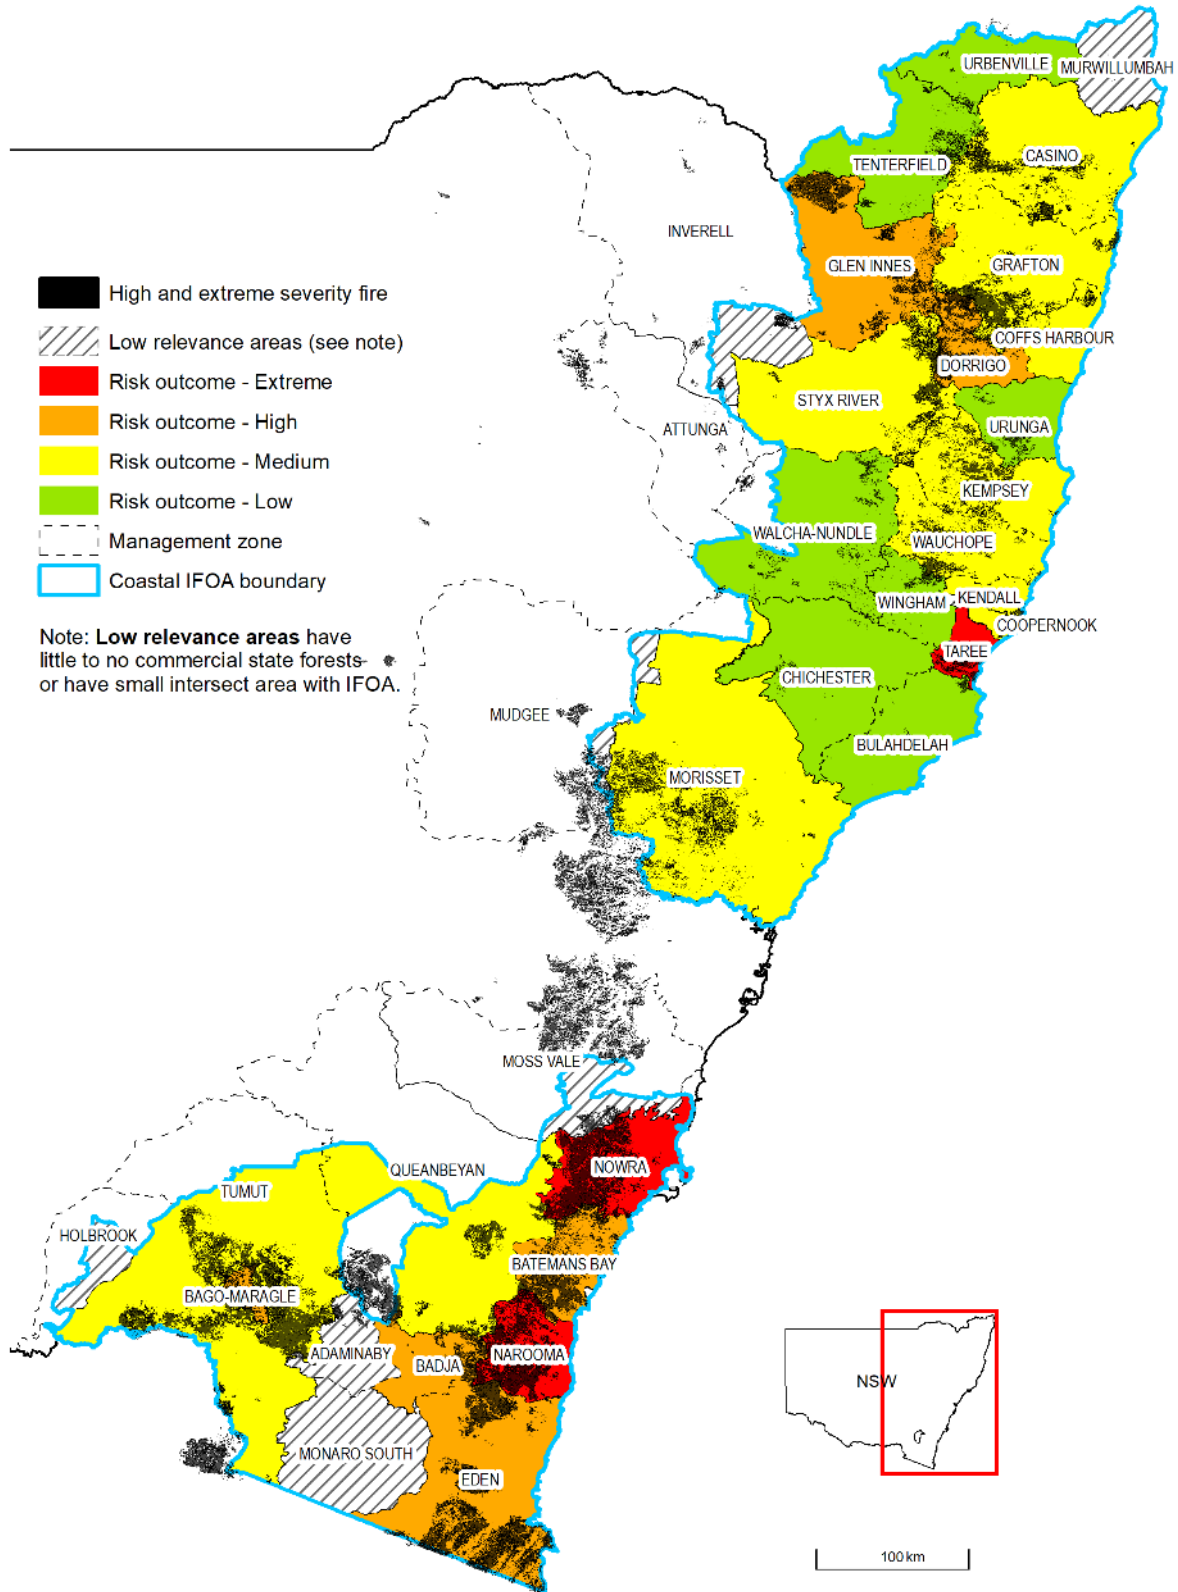 URBENVILLE
MURWILLUMBAH
CASINO
TENTERFIELD
INVERELL
GLEN INNES
GRAFTON
High and extreme severity fire
Low relevance areas (see note)
Risk outcome - Extreme
Risk outcome - High
Risk outcome - Medium
Risk outcome - Low
Management zone
Coastal IFOA boundary
Note: Low relevance areas have
little to no commercial state forests
or have small intersect area with IFOA.
COFFS HARBOUR
DORRIGO
STYX RIVER
ATTUNGA
URUNGA
KEMPSEY
WALCHA-NUNDLE
WAUCHOPE
WINGHAM
KENDALL
COOPERNOOK
TAREE
CHICHESTER
MUDGEE
BULAHDELAH
MORISSET
MOSS VALE
NOWRA
QUEANBEYAN
TUMUT
HOLBROOK
BATEMANS BAY
BAGO-MARAGLE
ADAMINABY
BADJA
NAROOMA
MONARO SOUTH
EDEN
NSW
100 km